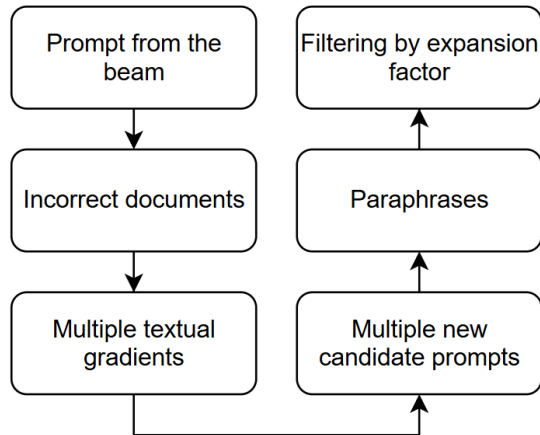 Prompt from the
beam
Incorrect documents
Multiple textual
gradients
Multiple new
candidate prompts
Paraphrases
Filtering by expansion
factor